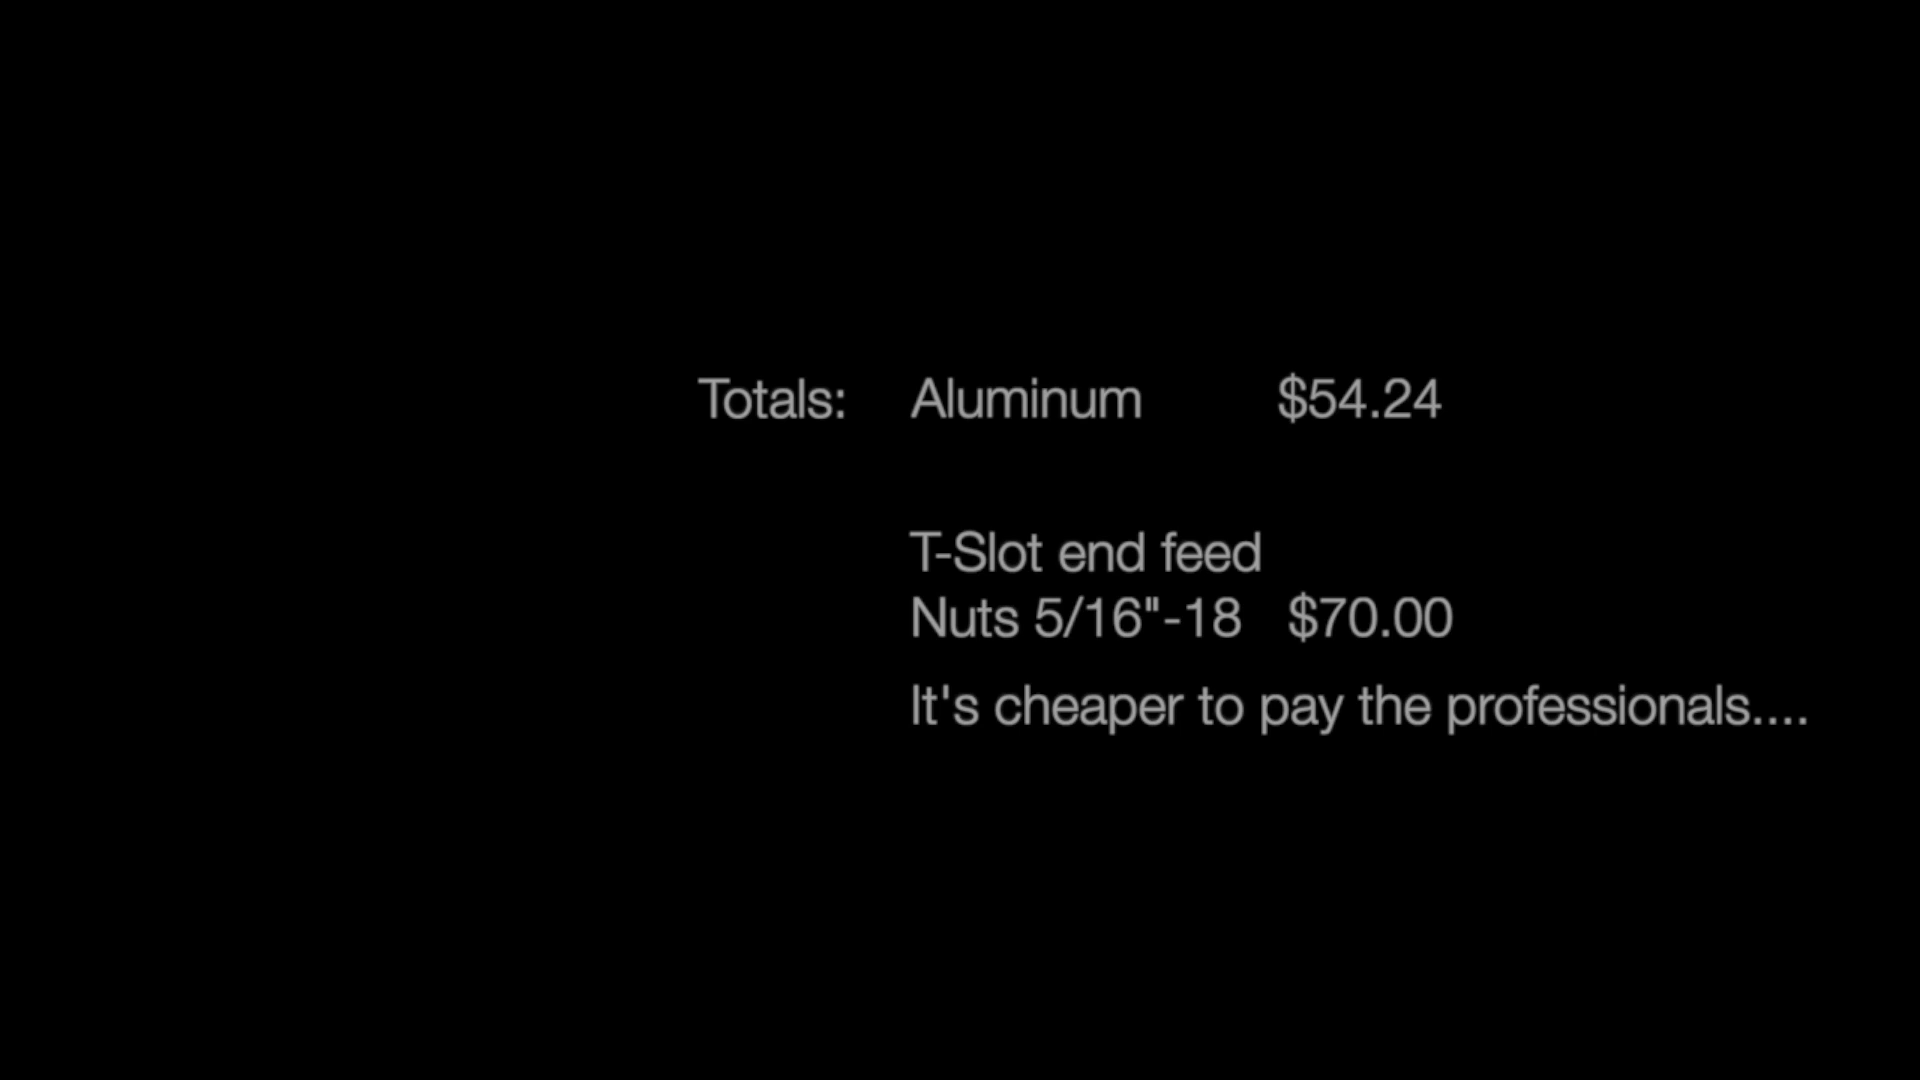 Totals: Aluminum $54.24
T-Slot end feed
Nuts 5/16"-18 $70.00
It's cheaper to pay the professionals....